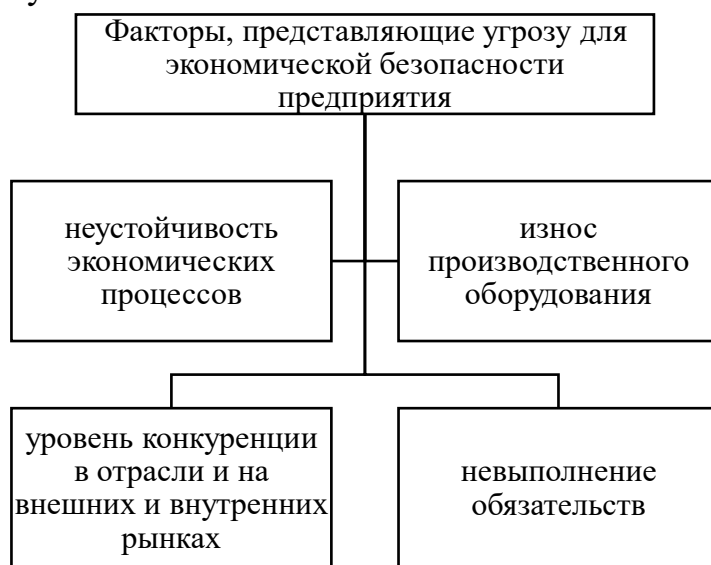 Факторы, представляющие угрозу для
экономической безопасности
предприятия
неустойчивость
экономических
процессов
износ
производственного
оборудования
уровень конкуренции
в отрасли и на
внешних и внутренних
рынках
невыполнение
обязательств